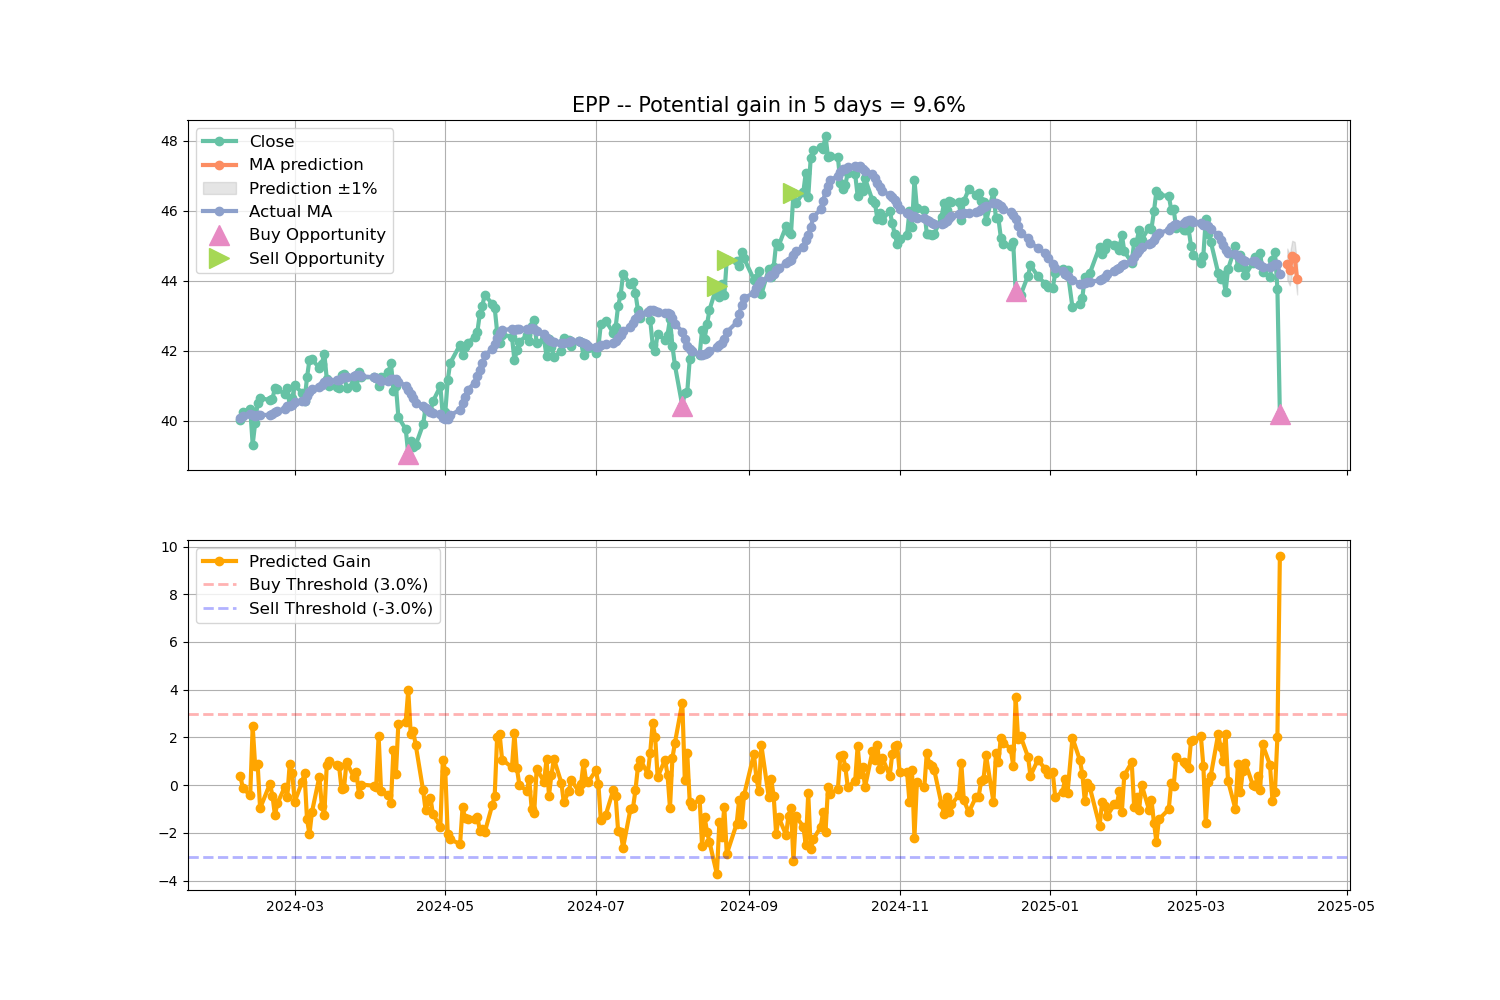 EPP -- Potential gain in 5 days = 9.6%
48
46
44
42
40
Close
MA prediction
Prediction ±1%
Actual MA
Buy Opportunity
Sell Opportunity
10
8
6
4
2
0
−2
−4
Predicted Gain
Buy Threshold (3.0%)
Sell Threshold (-3.0%)
2024-03 2024-05 2024-07 2024-09 2024-11 2025-01 2025-03 2025-05